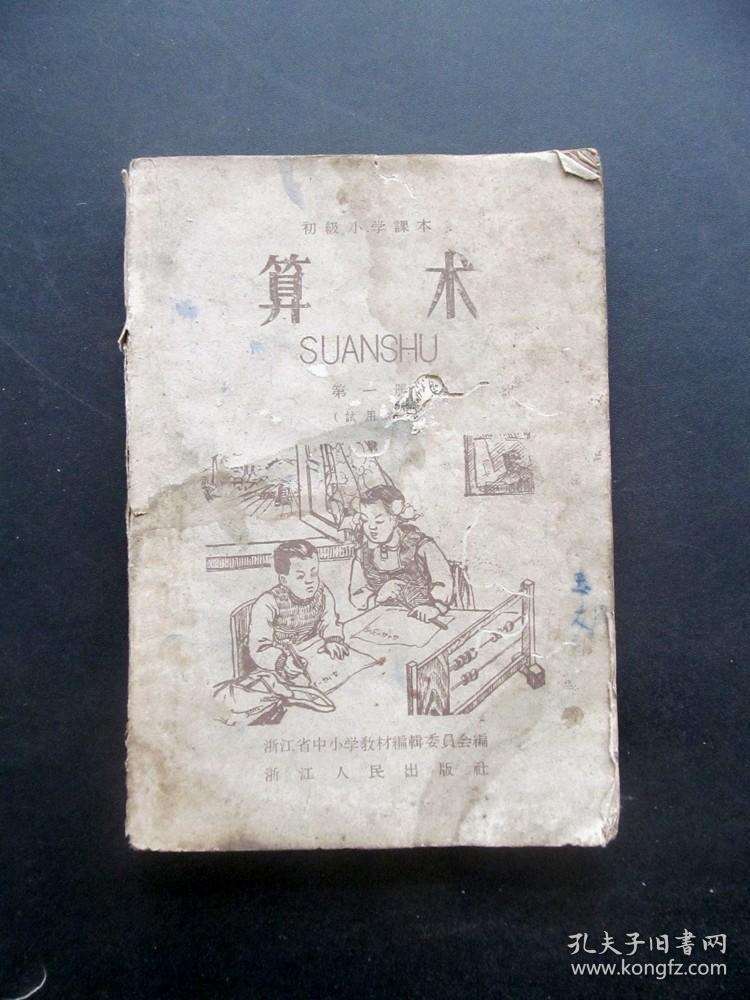 初級小学課本
算术
SUANSHU
第一冊
（試用
浙江省中小学教材編輯委員会編
浙江人民出版社
孔夫子旧書网
www.kongfz.com